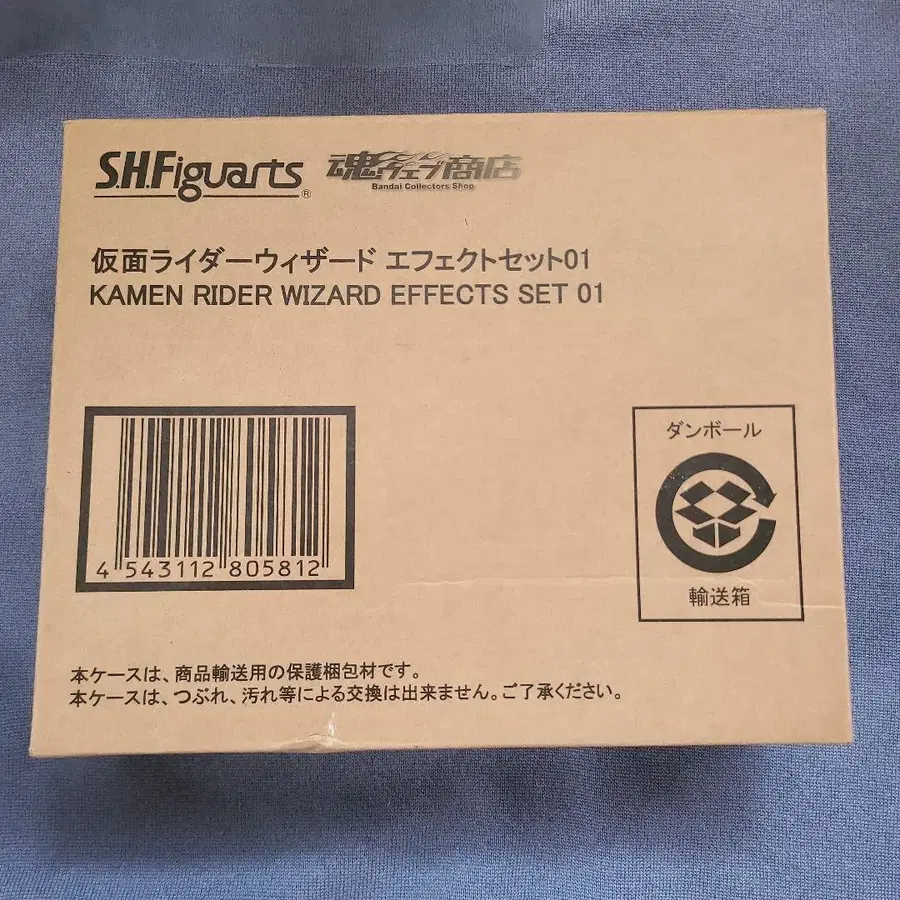 S.H.Figuarts® 魂ウェブ商店
Bandai Collectors Shop
仮面ライダーウィザード エフェクトセット01
KAMEN RIDER WIZARD EFFECTS SET 01
ダンボール
4 543112 805812
輸送箱
本ケースは、商品輸送用の保護梱包材です。
本ケースは、つぶれ、汚れ等による交換は出来ません。ご了承ください。